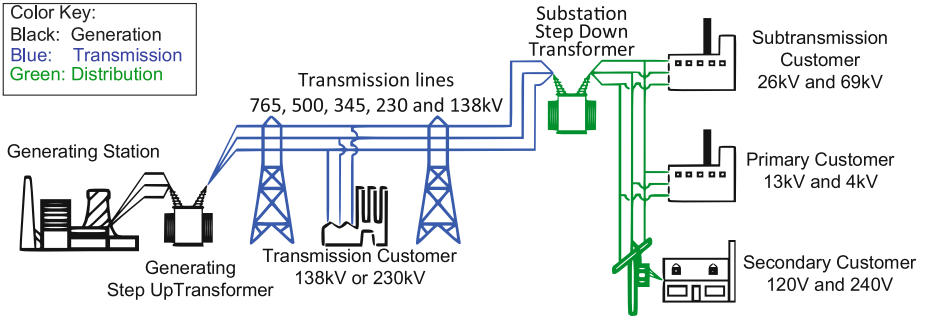 Color Key:
Black: Generation
Blue: Transmission
Green: Distribution
Substation
Step Down
Transformer
Subtransmission
Customer
26kV and 69kV
Transmission lines
765, 500, 345, 230 and 138kV
Generating Station
Primary Customer
13kV and 4kV
Transmission Customer
138kV or 230kV
Generating
Step UpTransformer
Secondary Customer
120V and 240V